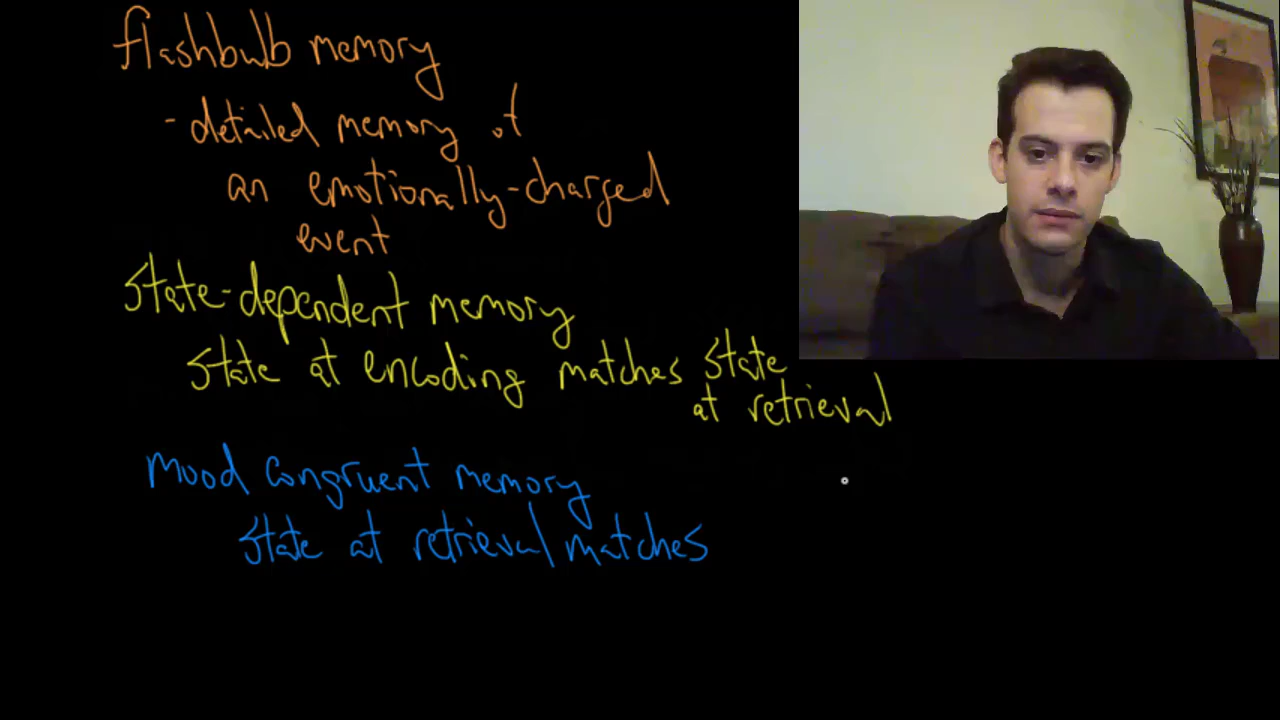 flashbulb memory
- detailed memory of
an emotionally-charged
event
State-dependent memory
State at encoding matches State
at retrieval
Mood congruent memory
State at retrieval matches